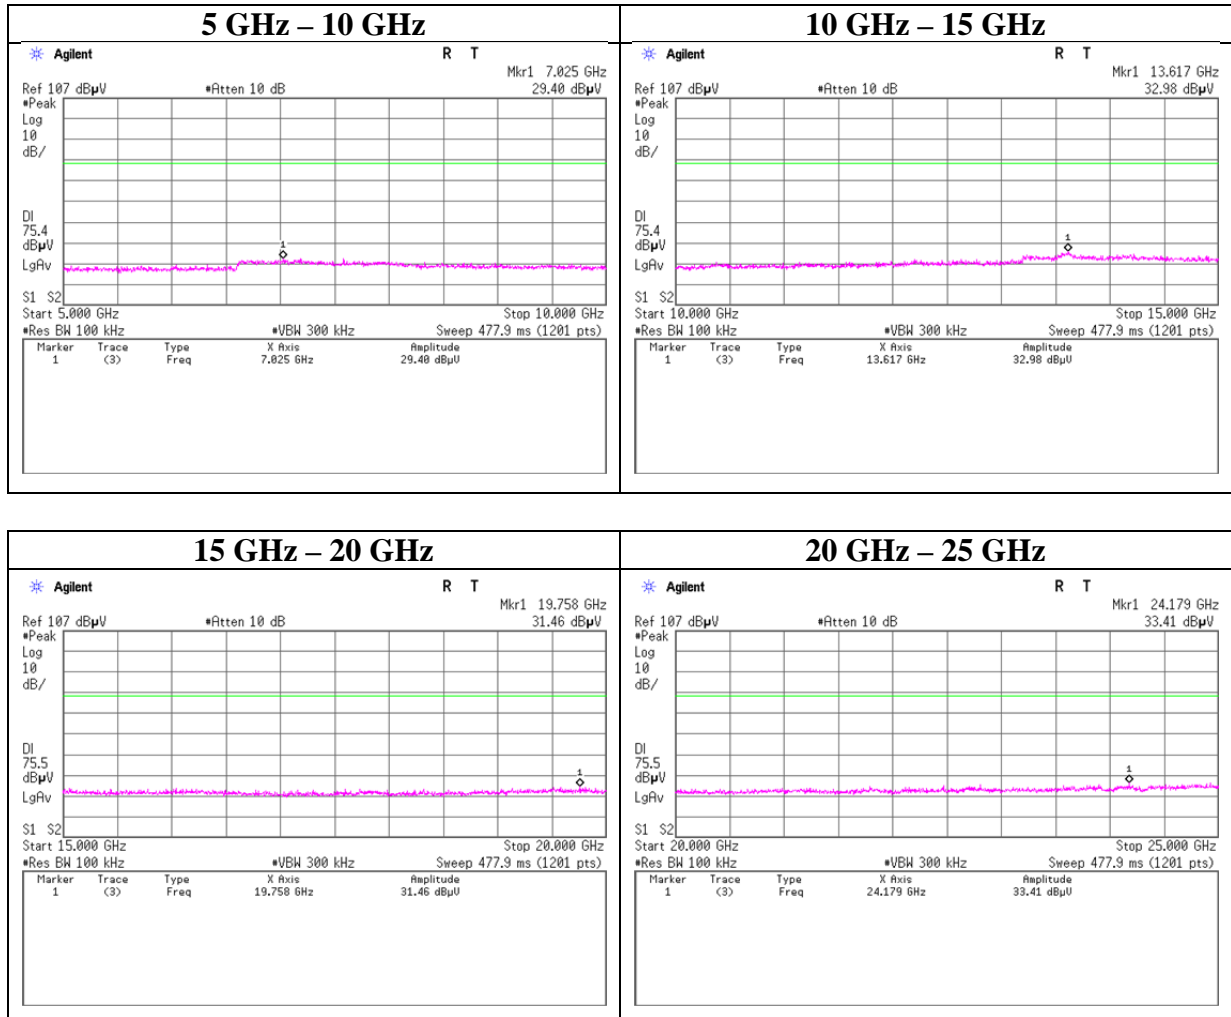 5 GHz – 10 GHz
Agilent R T
Mkr1 7.025 GHz
Ref 107 dBµV #Atten 10 dB 29.40 dBµV
#Peak
Log
10
dB/
DI
75.4
dBµV
LgAv
1
S1 S2
Start 5.000 GHz Stop 10.000 GHz
#Res BW 100 kHz #VBW 300 kHz Sweep 477.9 ms (1201 pts)
Marker Trace Type X Axis Amplitude
1 (3) Freq 7.025 GHz 29.40 dBµV
10 GHz – 15 GHz
Agilent R T
Mkr1 13.617 GHz
Ref 107 dBµV #Atten 10 dB 32.98 dBµV
#Peak
Log
10
dB/
DI
75.4
dBµV
LgAv
1
S1 S2
Start 10.000 GHz Stop 15.000 GHz
#Res BW 100 kHz #VBW 300 kHz Sweep 477.9 ms (1201 pts)
Marker Trace Type X Axis Amplitude
1 (3) Freq 13.617 GHz 32.98 dBµV
15 GHz – 20 GHz
Agilent R T
Mkr1 19.758 GHz
Ref 107 dBµV #Atten 10 dB 31.46 dBµV
#Peak
Log
10
dB/
DI
75.5
dBµV
LgAv
1
S1 S2
Start 15.000 GHz Stop 20.000 GHz
#Res BW 100 kHz #VBW 300 kHz Sweep 477.9 ms (1201 pts)
Marker Trace Type X Axis Amplitude
1 (3) Freq 19.758 GHz 31.46 dBµV
20 GHz – 25 GHz
Agilent R T
Mkr1 24.179 GHz
Ref 107 dBµV #Atten 10 dB 33.41 dBµV
#Peak
Log
10
dB/
DI
75.5
dBµV
LgAv
1
S1 S2
Start 20.000 GHz Stop 25.000 GHz
#Res BW 100 kHz #VBW 300 kHz Sweep 477.9 ms (1201 pts)
Marker Trace Type X Axis Amplitude
1 (3) Freq 24.179 GHz 33.41 dBµV